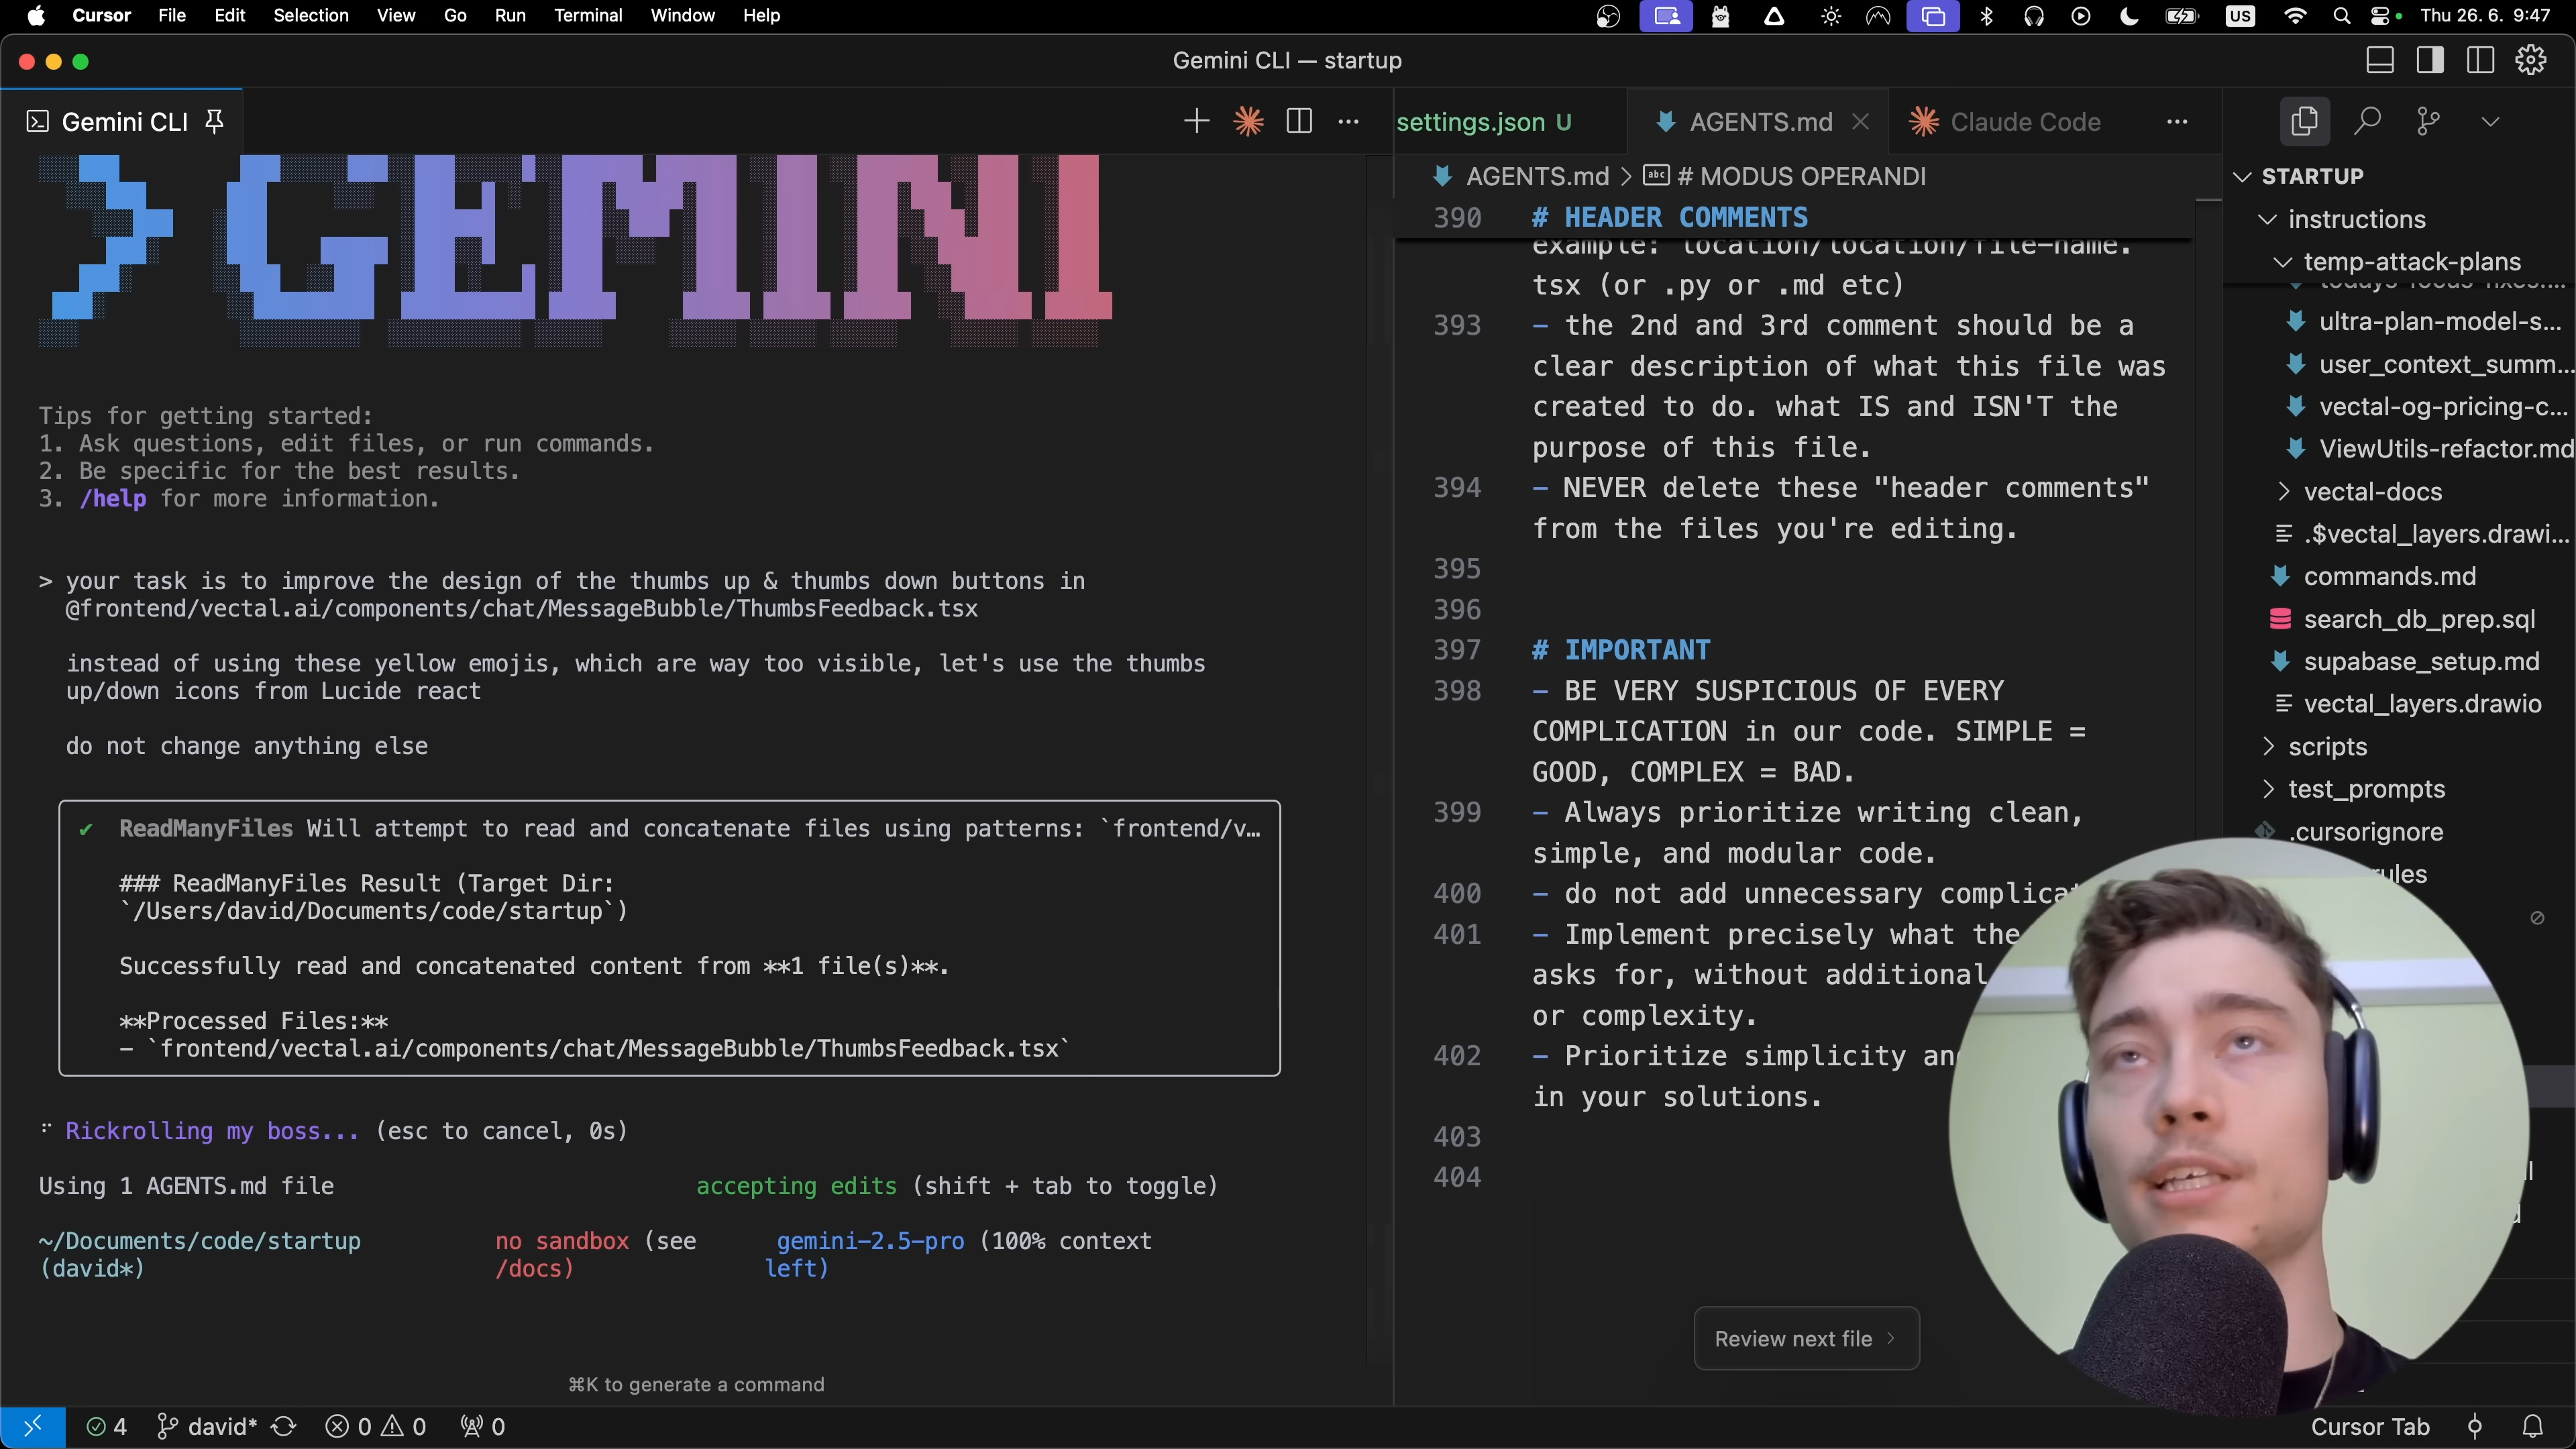 Cursor File Edit Selection View Go Run Terminal Window Help US Thu 26. 6. 9:47
Gemini CLI — startup
Gemini CLI
GEMINI
Tips for getting started:
1. Ask questions, edit files, or run commands.
2. Be specific for the best results.
3. /help for more information.
> your task is to improve the design of the thumbs up & thumbs down buttons in
@frontend/vectal.ai/components/chat/MessageBubble/ThumbsFeedback.tsx
instead of using these yellow emojis, which are way too visible, let's use the thumbs
up/down icons from Lucide react
do not change anything else
✔ ReadManyFiles Will attempt to read and concatenate files using patterns: `frontend/v…
### ReadManyFiles Result (Target Dir:
`/Users/david/Documents/code/startup`)
Successfully read and concatenated content from **1 file(s)**.
**Processed Files:**
- `frontend/vectal.ai/components/chat/MessageBubble/ThumbsFeedback.tsx`
Rickrolling my boss... (esc to cancel, 0s)
Using 1 AGENTS.md file accepting edits (shift + tab to toggle)
~/Documents/code/startup no sandbox (see gemini-2.5-pro (100% context
(david*) /docs) left)
⌘K to generate a command
settings.json U AGENTS.md Claude Code
AGENTS.md > # MODUS OPERANDI
390 # HEADER COMMENTS
example: location/location/file-name.
tsx (or .py or .md etc)
393 - the 2nd and 3rd comment should be a
clear description of what this file was
created to do. what IS and ISN'T the
purpose of this file.
394 - NEVER delete these "header comments"
from the files you're editing.
395
396
397 # IMPORTANT
398 - BE VERY SUSPICIOUS OF EVERY
COMPLICATION in our code. SIMPLE =
GOOD, COMPLEX = BAD.
399 - Always prioritize writing clean,
simple, and modular code.
400 - do not add unnecessary
401 - Implement precisely what the
asks for, without additional
or complexity.
402 - Prioritize simplicity
in your solutions.
403
404
Review next file
STARTUP
instructions
temp-attack-plans
ultra-plan-model-s...
user_context_summ...
vectal-og-pricing-c...
ViewUtils-refactor.md
vectal-docs
.$vectal_layers.drawi...
commands.md
search_db_prep.sql
supabase_setup.md
vectal_layers.drawio
scripts
test_prompts
.cursorignore
4 david* 0 0 0 Cursor Tab